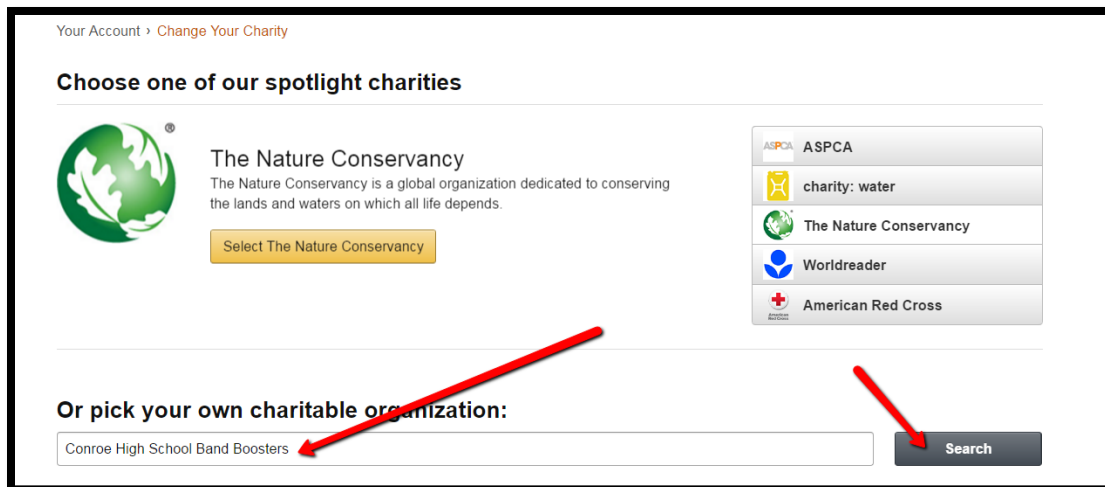 Your Account › Change Your Charity
Choose one of our spotlight charities
®
The Nature Conservancy
The Nature Conservancy is a global organization dedicated to conserving
the lands and waters on which all life depends.
Select The Nature Conservancy
ASPCA ASPCA
charity: water
The Nature Conservancy
Worldreader
American Red Cross
American Red Cross
Or pick your own charitable organization:
Conroe High School Band Boosters
Search